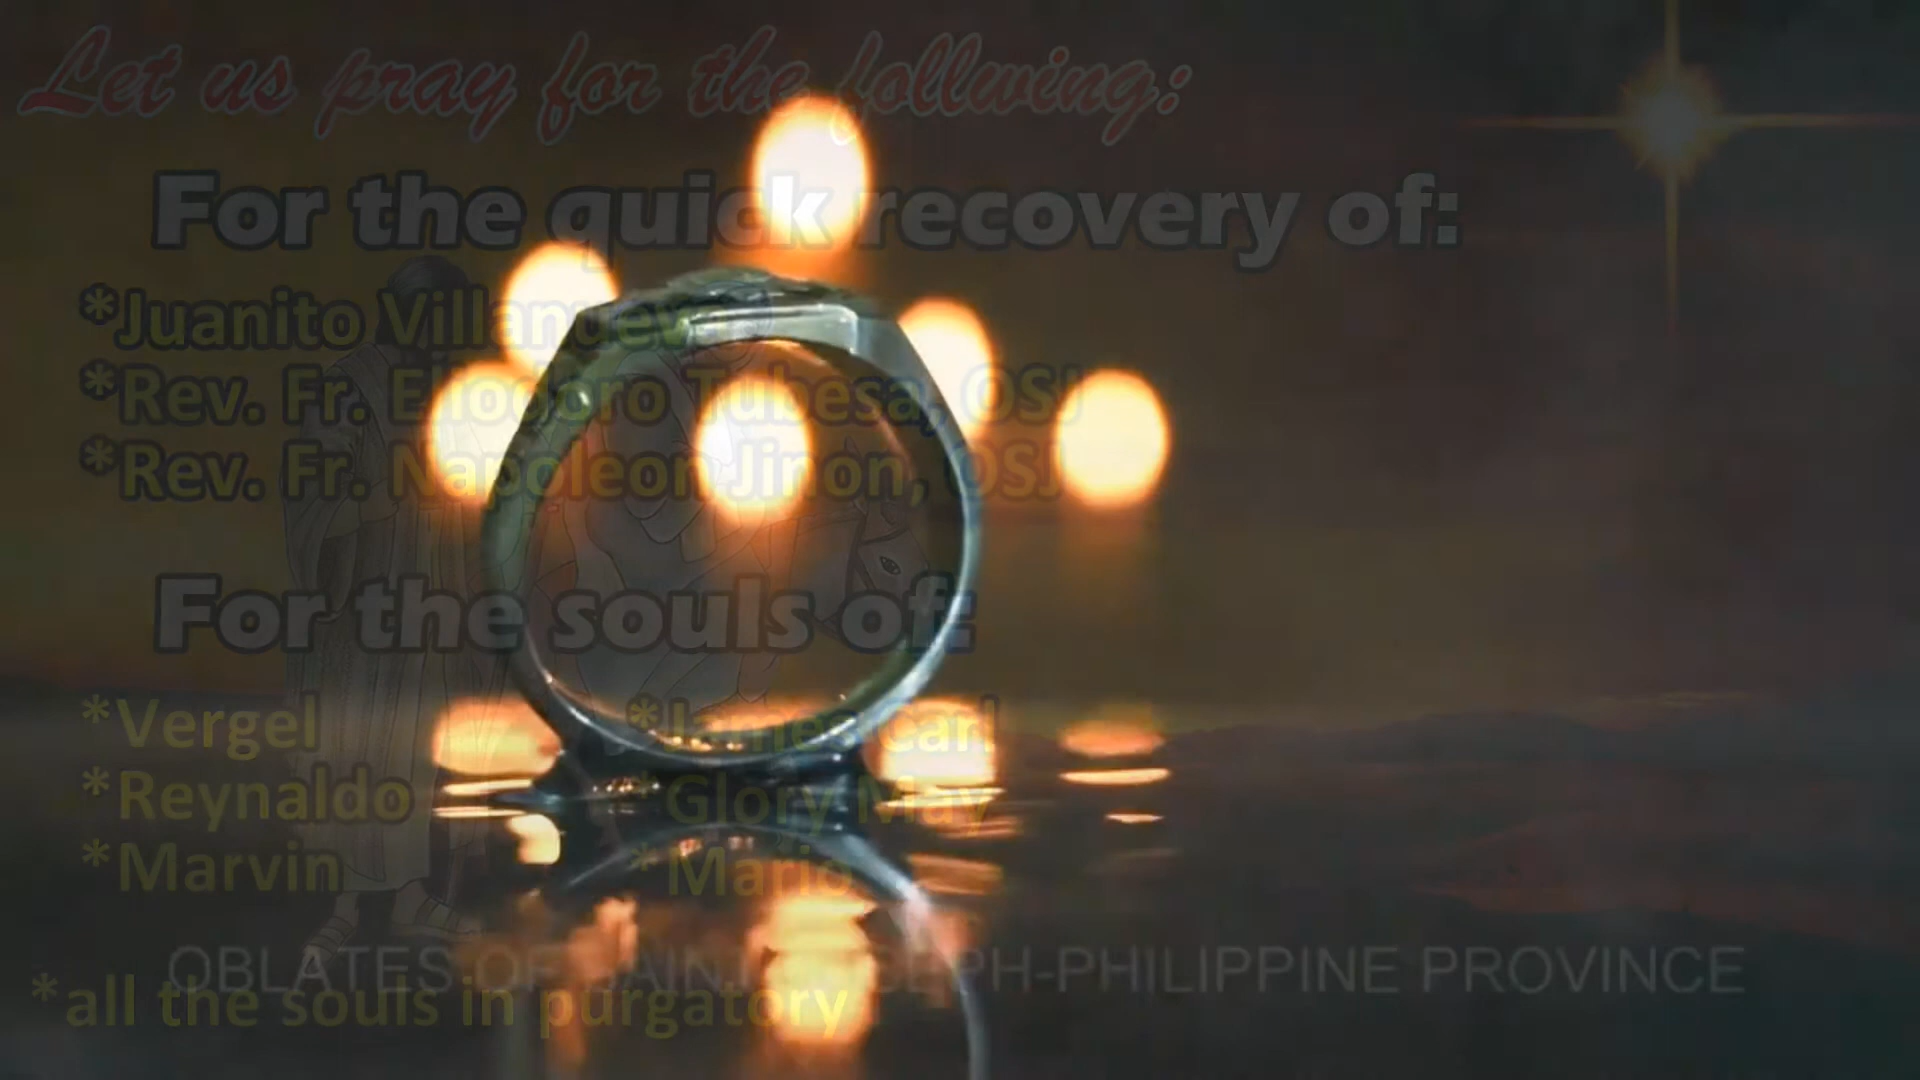 Let us pray for the follwing:
For the quick recovery of:
*Juanito Villanueva
*Rev. Fr. Eliodoro Tubesa, OSJ
*Rev. Fr. Napoleon Jinon, OSJ
For the souls of:
*Vergel
*James Carl
*Reynaldo
*Glory May
*Marvin
*Mario
OBLATES OF SAINT JOSEPH-PHILIPPINE PROVINCE
*all the souls in purgatory